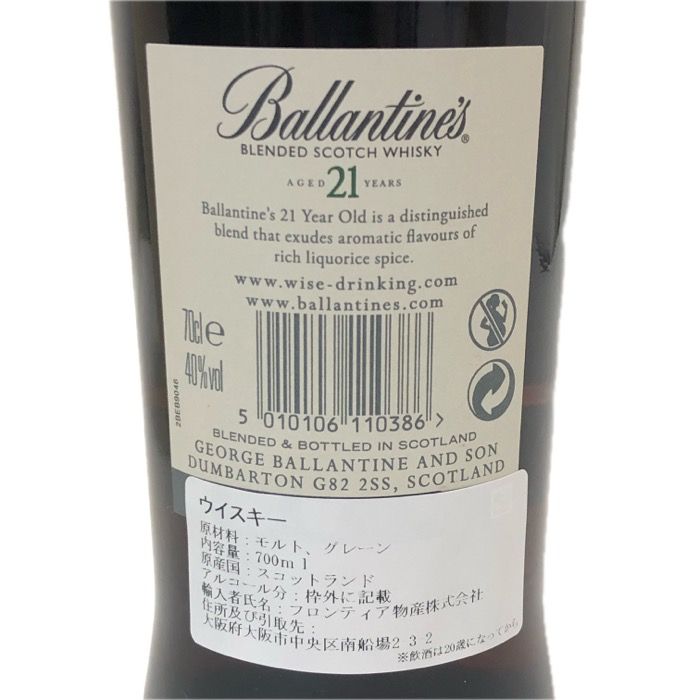 Ballantine's®
BLENDED SCOTCH WHISKY
AGED 21 YEARS
Ballantine's 21 Year Old is a distinguished
blend that exudes aromatic flavours of
rich liquorice spice.
www.wise-drinking.com
www.ballantines.com
70cl e
40%vol
2BEB9046
5 010106 110386 >
BLENDED & BOTTLED IN SCOTLAND
GEORGE BALLANTINE AND SON
DUMBARTON G82 2SS, SCOTLAND
ウイスキー
原材料：モルト、グレーン
内容量：700ml
原産国：スコットランド
アルコール分：枠外に記載
輸入者氏名：フロンティア物産株式会社
住所及び引取先：
大阪府大阪市中央区南船場2 3 2
※飲酒は20歳になってから